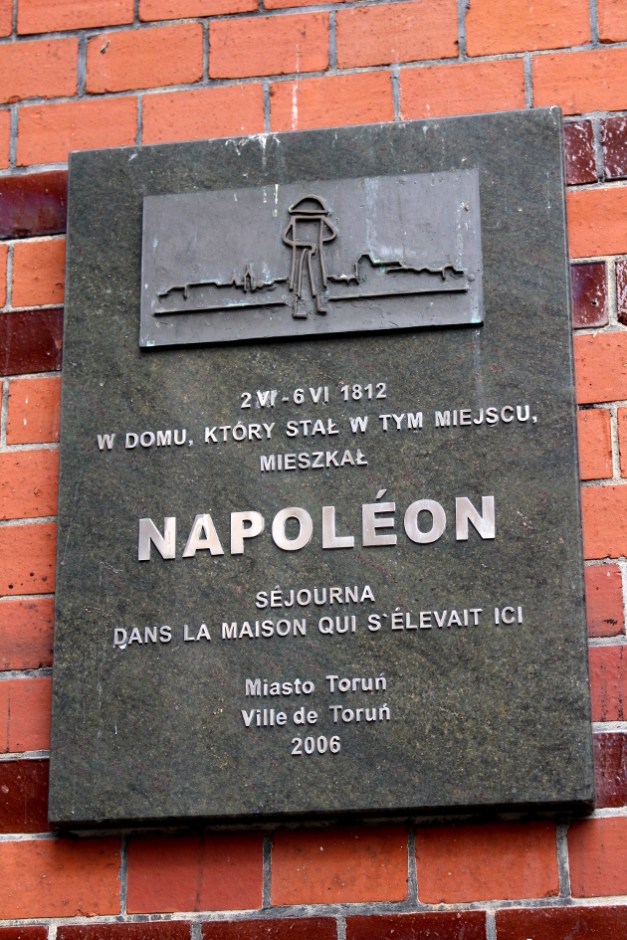 2 VI - 6 VI 1812
W DOMU, KTÓRY STAŁ W TYM MIEJSCU,
MIESZKAŁ
NAPOLÉON
SÉJOURNA
DANS LA MAISON QUI S`ÉLEVAIT ICI
Miasto Toruń
Ville de Toruń
2006